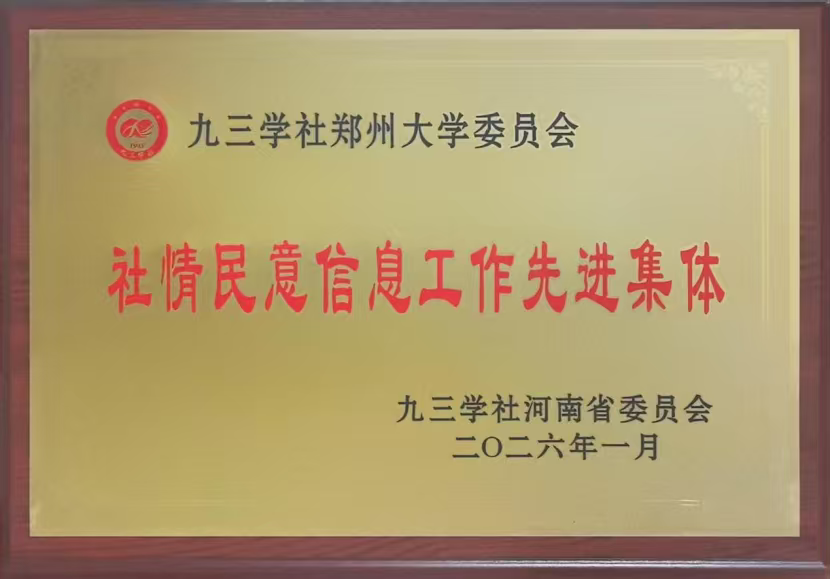 九三学社郑州大学委员会
社情民意信息工作先进集体
九三学社河南省委员会
二〇二六年一月